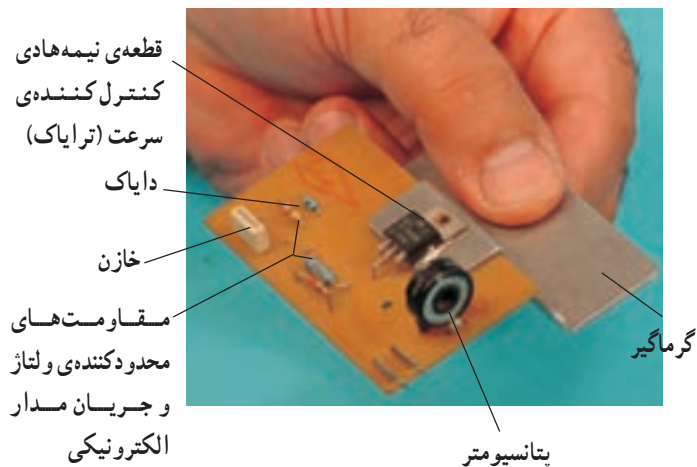 قطعه‌ی نیمه‌هادی
کنترل‌کننده‌ی
سرعت (ترایاک)
دایاک
خازن
مقاومت‌های
محدودکننده‌ی ولتاژ
و جریان مدار
الکترونیکی
پتانسیومتر
گرماگیر